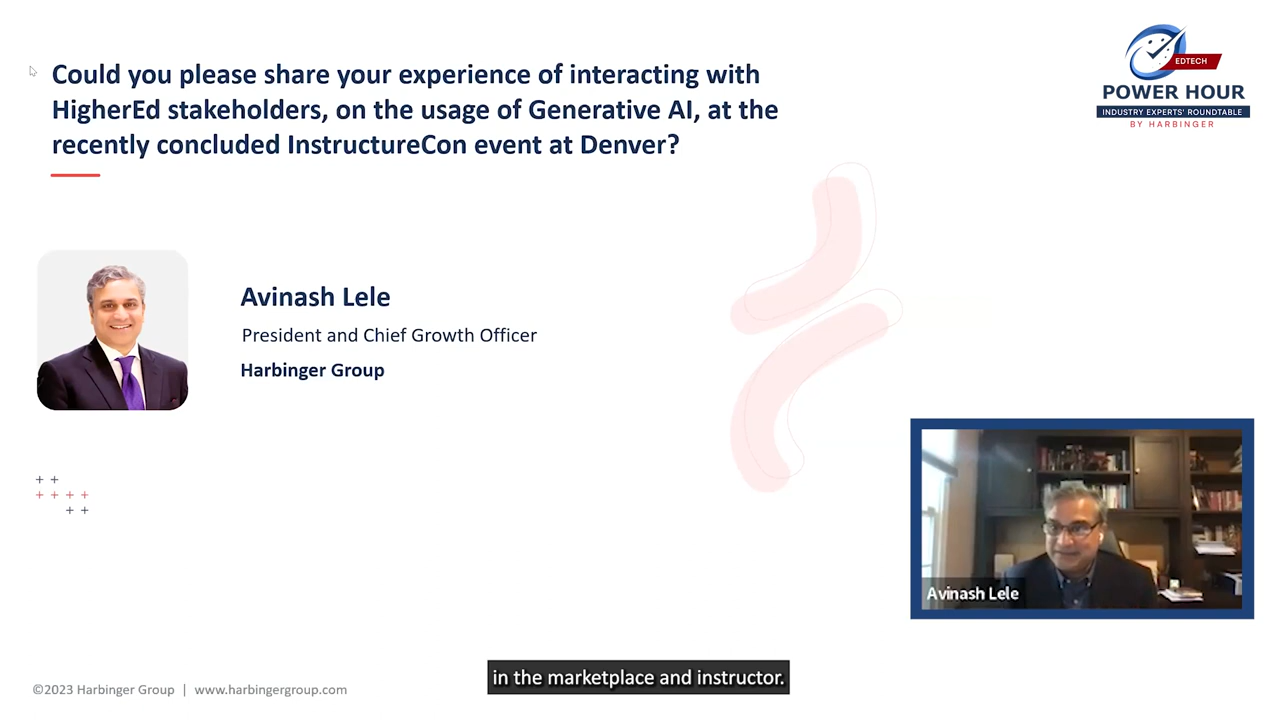 Could you please share your experience of interacting with
HigherEd stakeholders, on the usage of Generative AI, at the
recently concluded InstructureCon event at Denver?
EDTECH
POWER HOUR
INDUSTRY EXPERTS' ROUNDTABLE
BY HARBINGER
Avinash Lele
President and Chief Growth Officer
Harbinger Group
Avinash Lele
in the marketplace and instructor.
©2023 Harbinger Group | www.harbingergroup.com